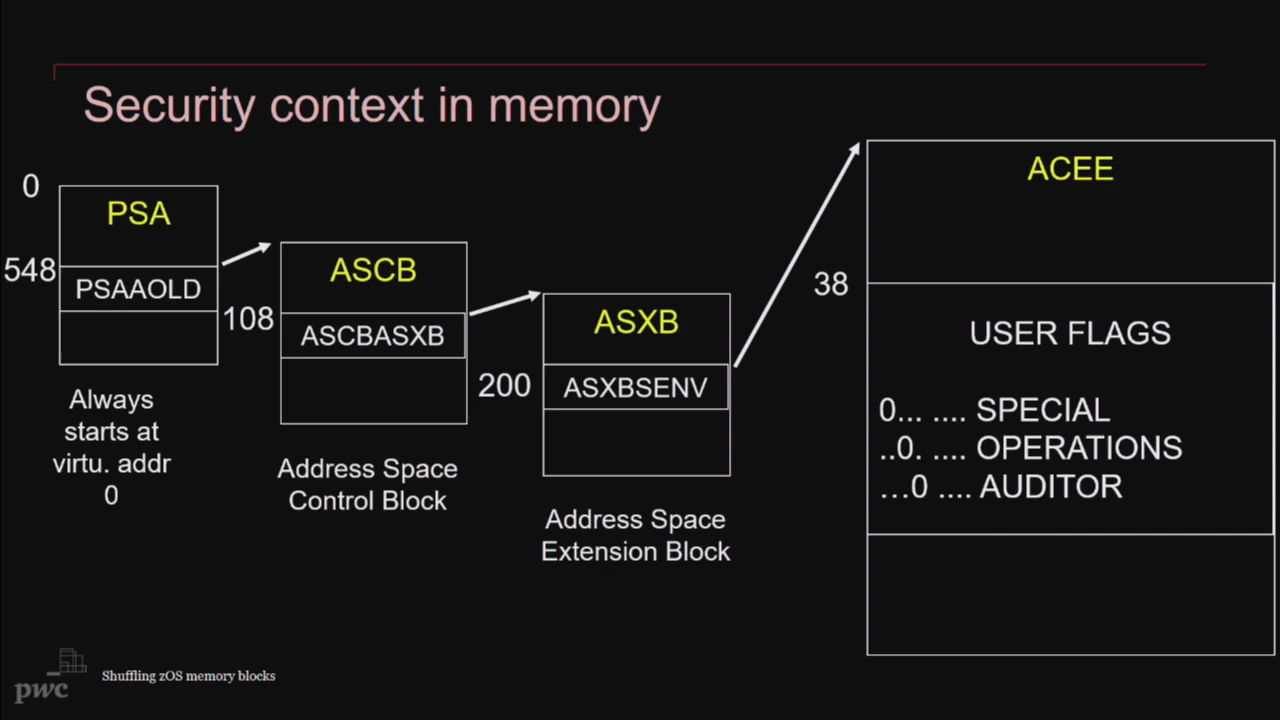 Security context in memory
0
PSA
548
PSAAOLD
Always
starts at
virtu. addr
0
ASCB
108
ASCBASXB
Address Space
Control Block
ASXB
200
ASXBSENV
Address Space
Extension Block
ACEE
38
USER FLAGS
0... .... SPECIAL
..0. .... OPERATIONS
…0 .... AUDITOR
pwc
Shuffling zOS memory blocks